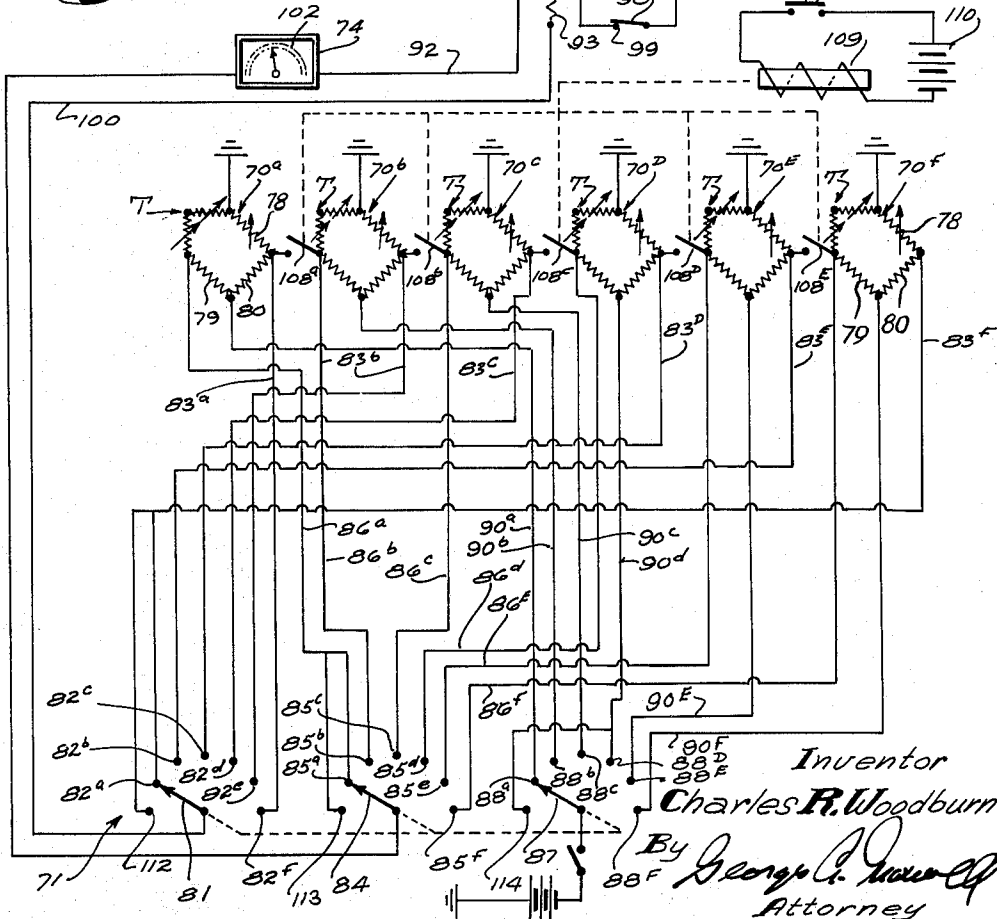 102
74
92
93
99
110
109
100
T
70a
78
T
70b
T
70c
T
70D
T
70E
T
70F
78
79
80
108a
108b
108F
108D
108E
79
80
83a
83b
83c
83D
83E
83F
86a
86b
86c
86d
86E
86F
90a
90b
90c
90d
90E
90F
82c
82b
82a
82d
82e
82F
85c
85b
85a
85d
85e
85F
88a
88b
88c
88D
88E
88F
71
112
81
113
84
114
87
Inventor
Charles R. Woodburn
By
Attorney